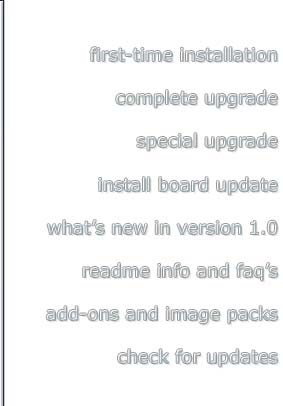 first-time installation
complete upgrade
special upgrade
install board update
what's new in version 1.0
readme info and faq's
add-ons and image packs
check for updates